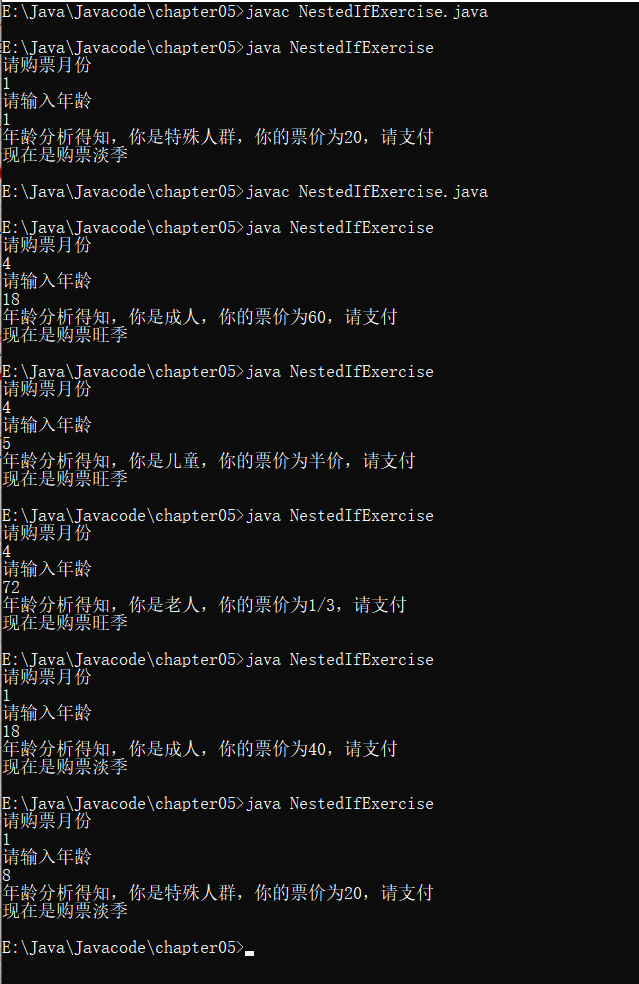 E:\Java\Javacode\chapter05>javac NestedIfExercise.java
E:\Java\Javacode\chapter05>java NestedIfExercise
请购票月份
1
请输入年龄
1
年龄分析得知，你是特殊人群，你的票价为20，请支付
现在是购票淡季
E:\Java\Javacode\chapter05>javac NestedIfExercise.java
E:\Java\Javacode\chapter05>java NestedIfExercise
请购票月份
4
请输入年龄
18
年龄分析得知，你是成人，你的票价为60，请支付
现在是购票旺季
E:\Java\Javacode\chapter05>java NestedIfExercise
请购票月份
4
请输入年龄
5
年龄分析得知，你是儿童，你的票价为半价，请支付
现在是购票旺季
E:\Java\Javacode\chapter05>java NestedIfExercise
请购票月份
4
请输入年龄
72
年龄分析得知，你是老人，你的票价为1/3，请支付
现在是购票旺季
E:\Java\Javacode\chapter05>java NestedIfExercise
请购票月份
1
请输入年龄
18
年龄分析得知，你是成人，你的票价为40，请支付
现在是购票淡季
E:\Java\Javacode\chapter05>java NestedIfExercise
请购票月份
1
请输入年龄
8
年龄分析得知，你是特殊人群，你的票价为20，请支付
现在是购票淡季
E:\Java\Javacode\chapter05>